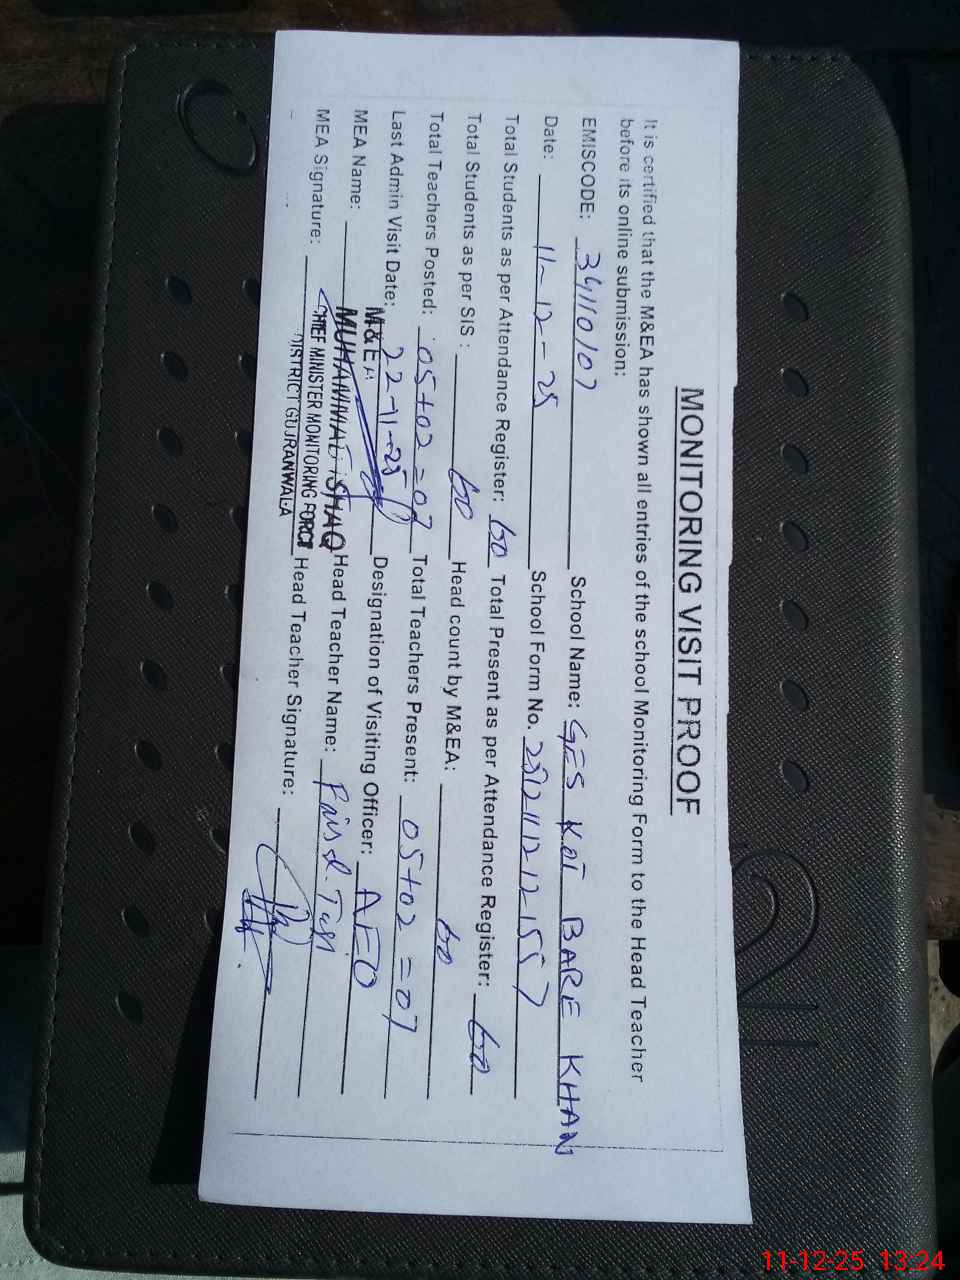 MONITORING VISIT PROOF
It is certified that the M&EA has shown all entries of the school Monitoring Form to the Head Teacher
before its online submission:
EMISCODE: 34110107 School Name: GES KOT BARE KHAN
Date: 11-12-25 School Form No. 251211121557
Total Students as per Attendance Register: 60 Total Present as per Attendance Register: 60
Total Students as per SIS : 60 Head count by M&EA: 60
Total Teachers Posted: 05+02=07 Total Teachers Present: 05+02=07
Last Admin Visit Date: 22-11-25 Designation of Visiting Officer: AEO
MEA Name: M&EA MUHAMMAD ISHAQ Head Teacher Name:
MEA Signature: CHIEF MINISTER MONITORING FORCE Head Teacher Signature:
DISTRICT GUJRANWALA
11-12-25 13:24